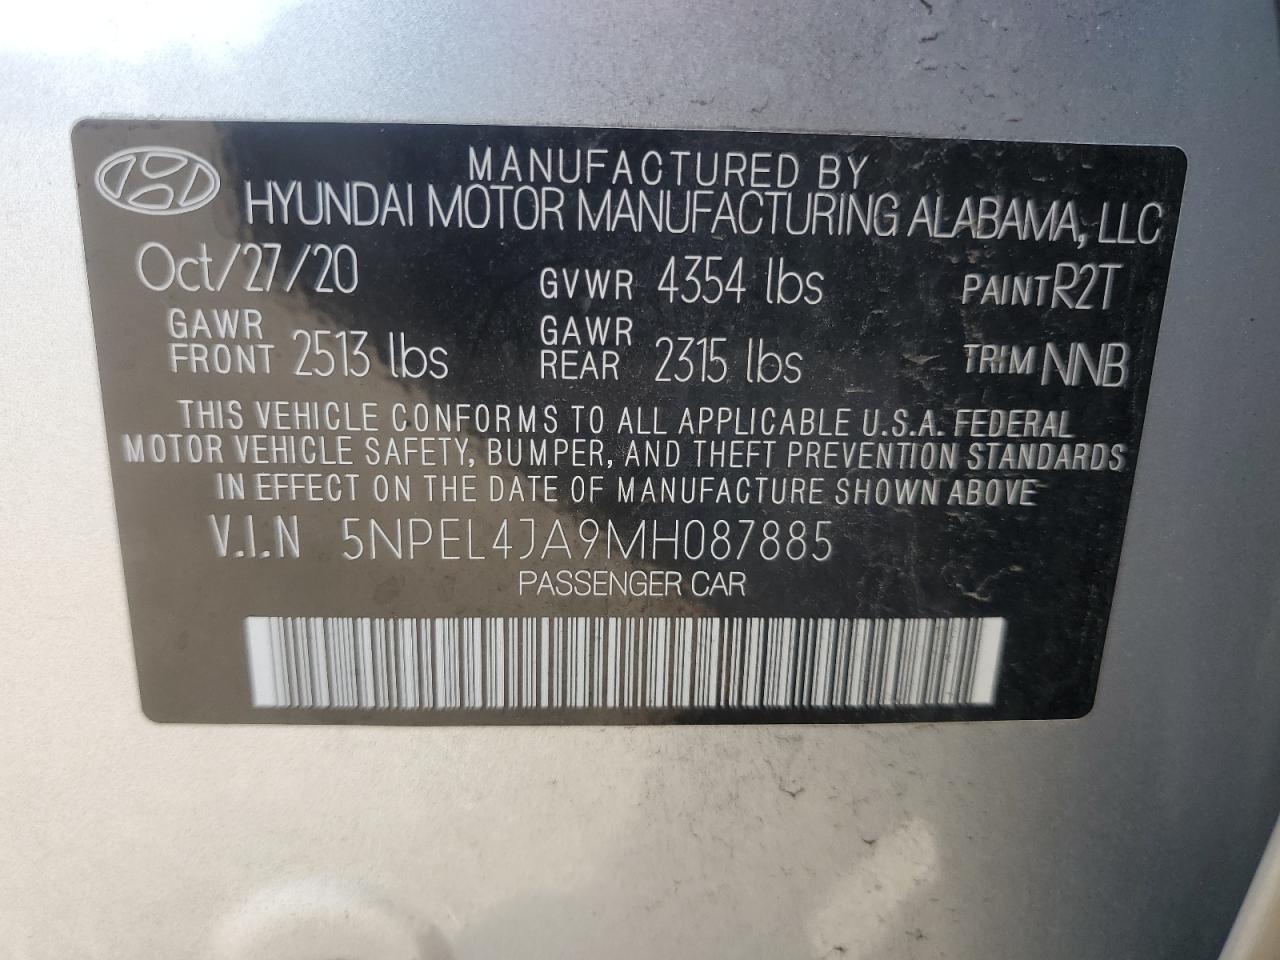 MANUFACTURED BY
HYUNDAI MOTOR MANUFACTURING ALABAMA, LLC
Oct/27/20 GVWR 4354 lbs PAINT R2T
GAWR FRONT 2513 lbs GAWR REAR 2315 lbs TRIM NNB
THIS VEHICLE CONFORMS TO ALL APPLICABLE U.S.A. FEDERAL
MOTOR VEHICLE SAFETY, BUMPER, AND THEFT PREVENTION STANDARDS
IN EFFECT ON THE DATE OF MANUFACTURE SHOWN ABOVE
V.I.N 5NPEL4JA9MH087885
PASSENGER CAR